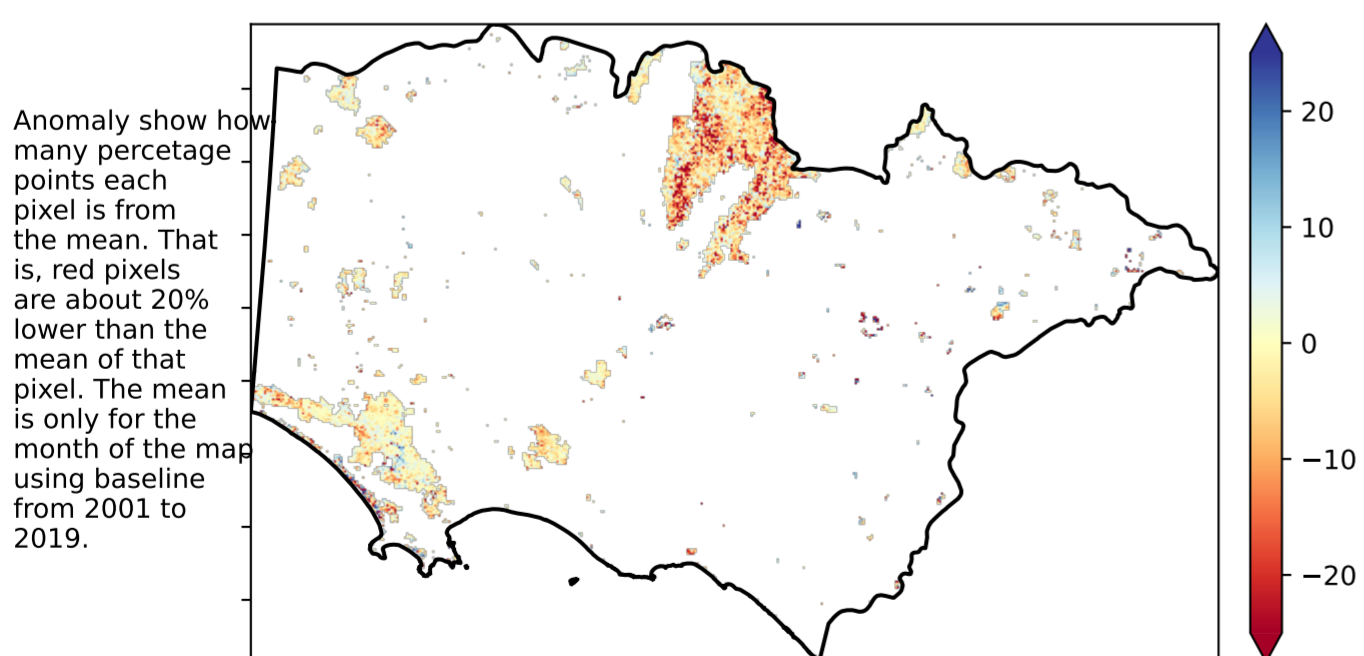 Anomaly show how
many percetage
points each
pixel is from
the mean. That
is, red pixels
are about 20%
lower than the
mean of that
pixel. The mean
is only for the
month of the map
using baseline
from 2001 to
2019.
20
10
0
−10
−20